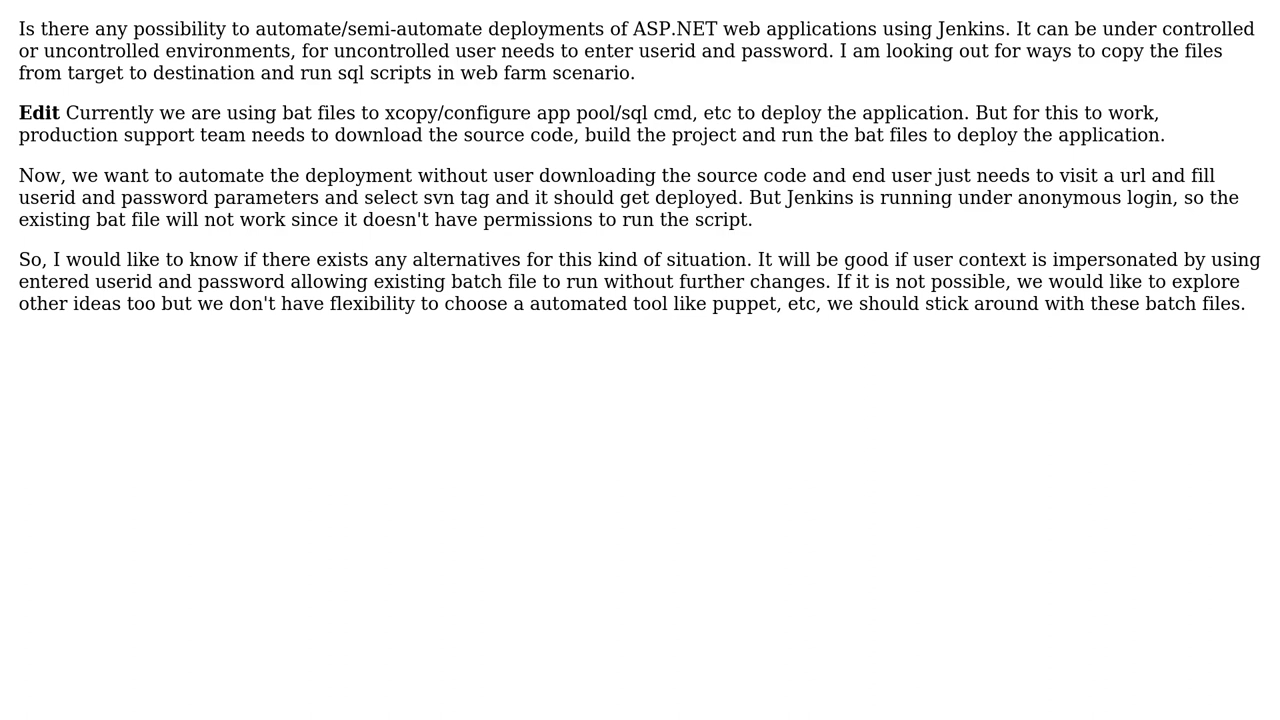 Is there any possibility to automate/semi-automate deployments of ASP.NET web applications using Jenkins. It can be under controlled
or uncontrolled environments, for uncontrolled user needs to enter userid and password. I am looking out for ways to copy the files
from target to destination and run sql scripts in web farm scenario.
Edit Currently we are using bat files to xcopy/configure app pool/sql cmd, etc to deploy the application. But for this to work,
production support team needs to download the source code, build the project and run the bat files to deploy the application.
Now, we want to automate the deployment without user downloading the source code and end user just needs to visit a url and fill
userid and password parameters and select svn tag and it should get deployed. But Jenkins is running under anonymous login, so the
existing bat file will not work since it doesn't have permissions to run the script.
So, I would like to know if there exists any alternatives for this kind of situation. It will be good if user context is impersonated by using
entered userid and password allowing existing batch file to run without further changes. If it is not possible, we would like to explore
other ideas too but we don't have flexibility to choose a automated tool like puppet, etc, we should stick around with these batch files.